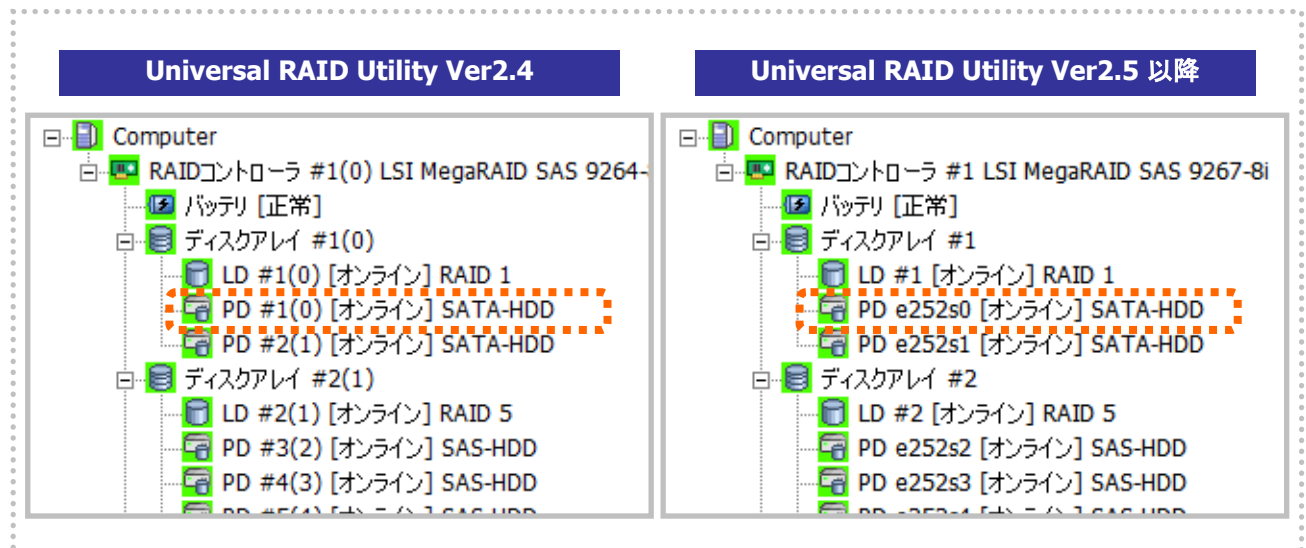 Universal RAID Utility Ver2.4
Computer
RAIDコントローラ #1(0) LSI MegaRAID SAS 9264-
バッテリ [正常]
ディスクアレイ #1(0)
LD #1(0) [オンライン] RAID 1
PD #1(0) [オンライン] SATA-HDD
PD #2(1) [オンライン] SATA-HDD
ディスクアレイ #2(1)
LD #2(1) [オンライン] RAID 5
PD #3(2) [オンライン] SAS-HDD
PD #4(3) [オンライン] SAS-HDD
Universal RAID Utility Ver2.5 以降
Computer
RAIDコントローラ #1 LSI MegaRAID SAS 9267-8i
バッテリ [正常]
ディスクアレイ #1
LD #1 [オンライン] RAID 1
PD e252s0 [オンライン] SATA-HDD
PD e252s1 [オンライン] SATA-HDD
ディスクアレイ #2
LD #2 [オンライン] RAID 5
PD e252s2 [オンライン] SAS-HDD
PD e252s3 [オンライン] SAS-HDD